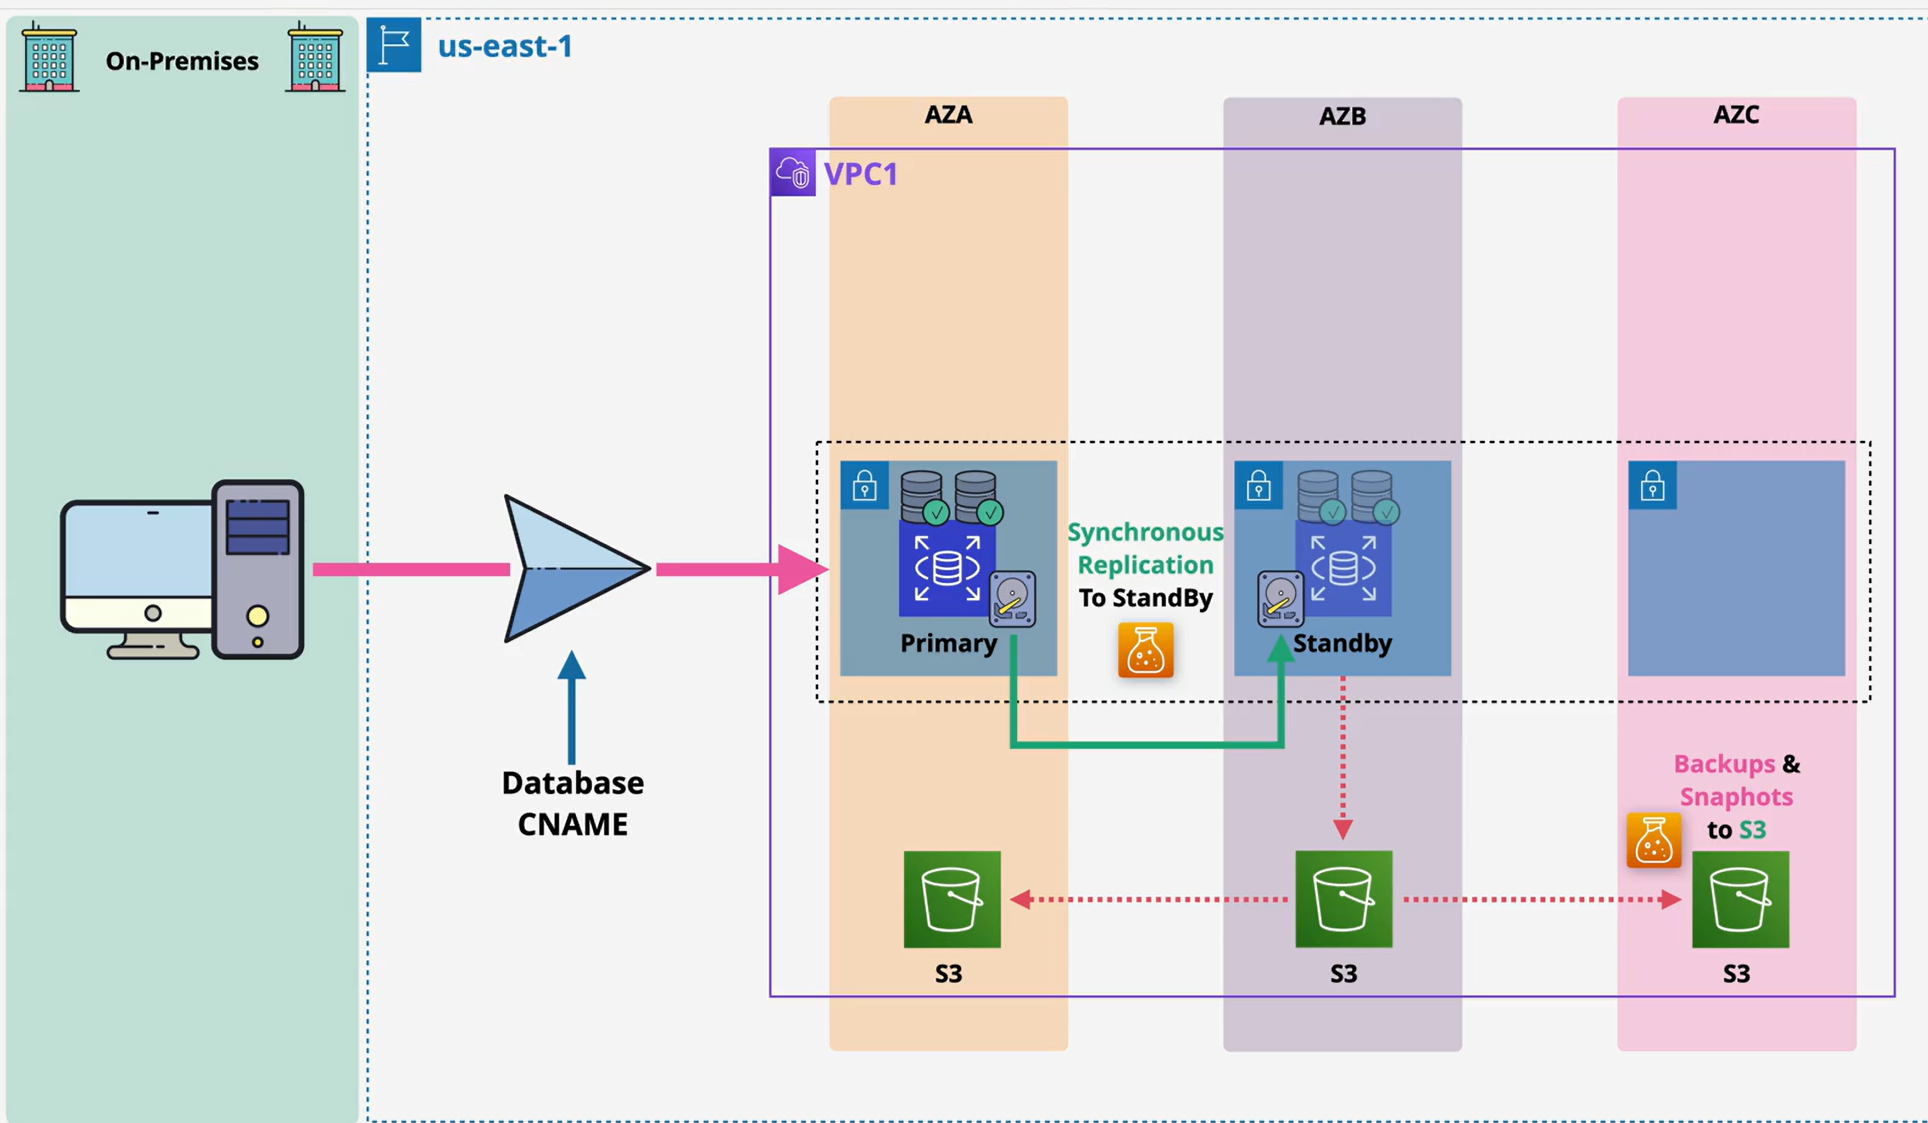 On-Premises
us-east-1
AZA
AZB
AZC
VPC1
Synchronous
Replication
To StandBy
Primary
Standby
Database
CNAME
Backups &
Snaphots
to S3
S3
S3
S3